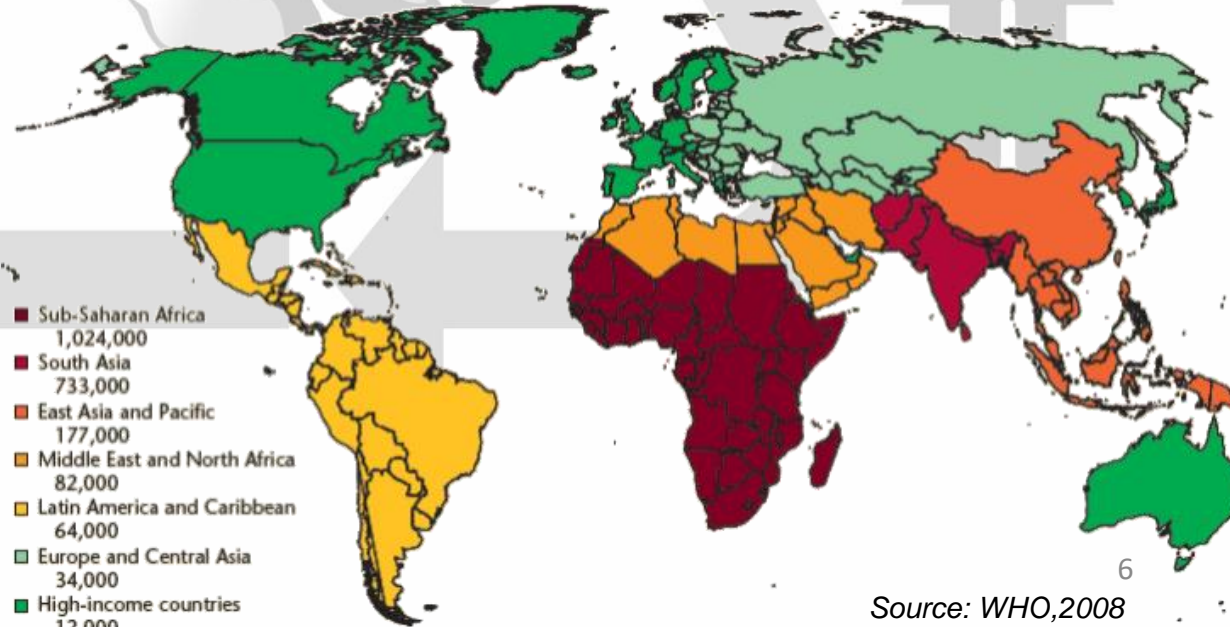 Sub-Saharan Africa
1,024,000
South Asia
733,000
East Asia and Pacific
177,000
Middle East and North Africa
82,000
Latin America and Caribbean
64,000
Europe and Central Asia
34,000
High-income countries
6
Source: WHO,2008